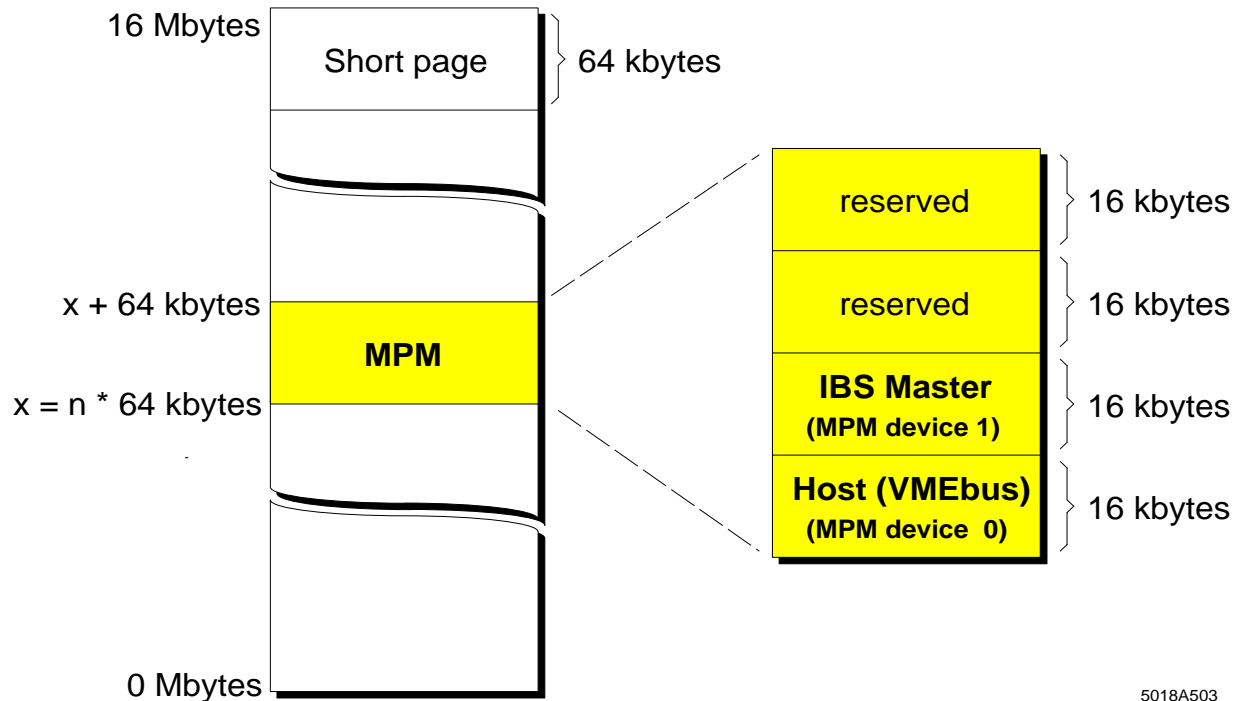 16 Mbytes
Short page
64 kbytes
x + 64 kbytes
MPM
x = n * 64 kbytes
0 Mbytes
reserved
16 kbytes
reserved
16 kbytes
IBS Master
(MPM device 1)
16 kbytes
Host (VMEbus)
(MPM device 0)
16 kbytes
5018A503